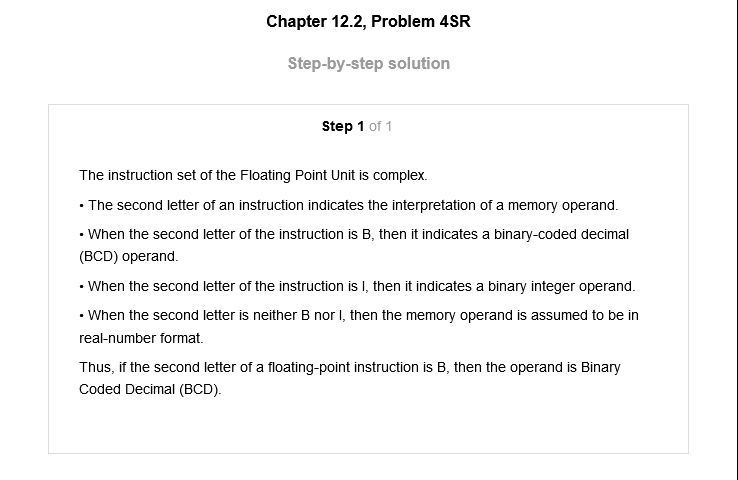 Chapter 12.2, Problem 4SR
Step-by-step solution
Step 1 of 1
The instruction set of the Floating Point Unit is complex.
• The second letter of an instruction indicates the interpretation of a memory operand.
• When the second letter of the instruction is B, then it indicates a binary-coded decimal
(BCD) operand.
• When the second letter of the instruction is I, then it indicates a binary integer operand.
• When the second letter is neither B nor I, then the memory operand is assumed to be in
real-number format.
Thus, if the second letter of a floating-point instruction is B, then the operand is Binary
Coded Decimal (BCD).